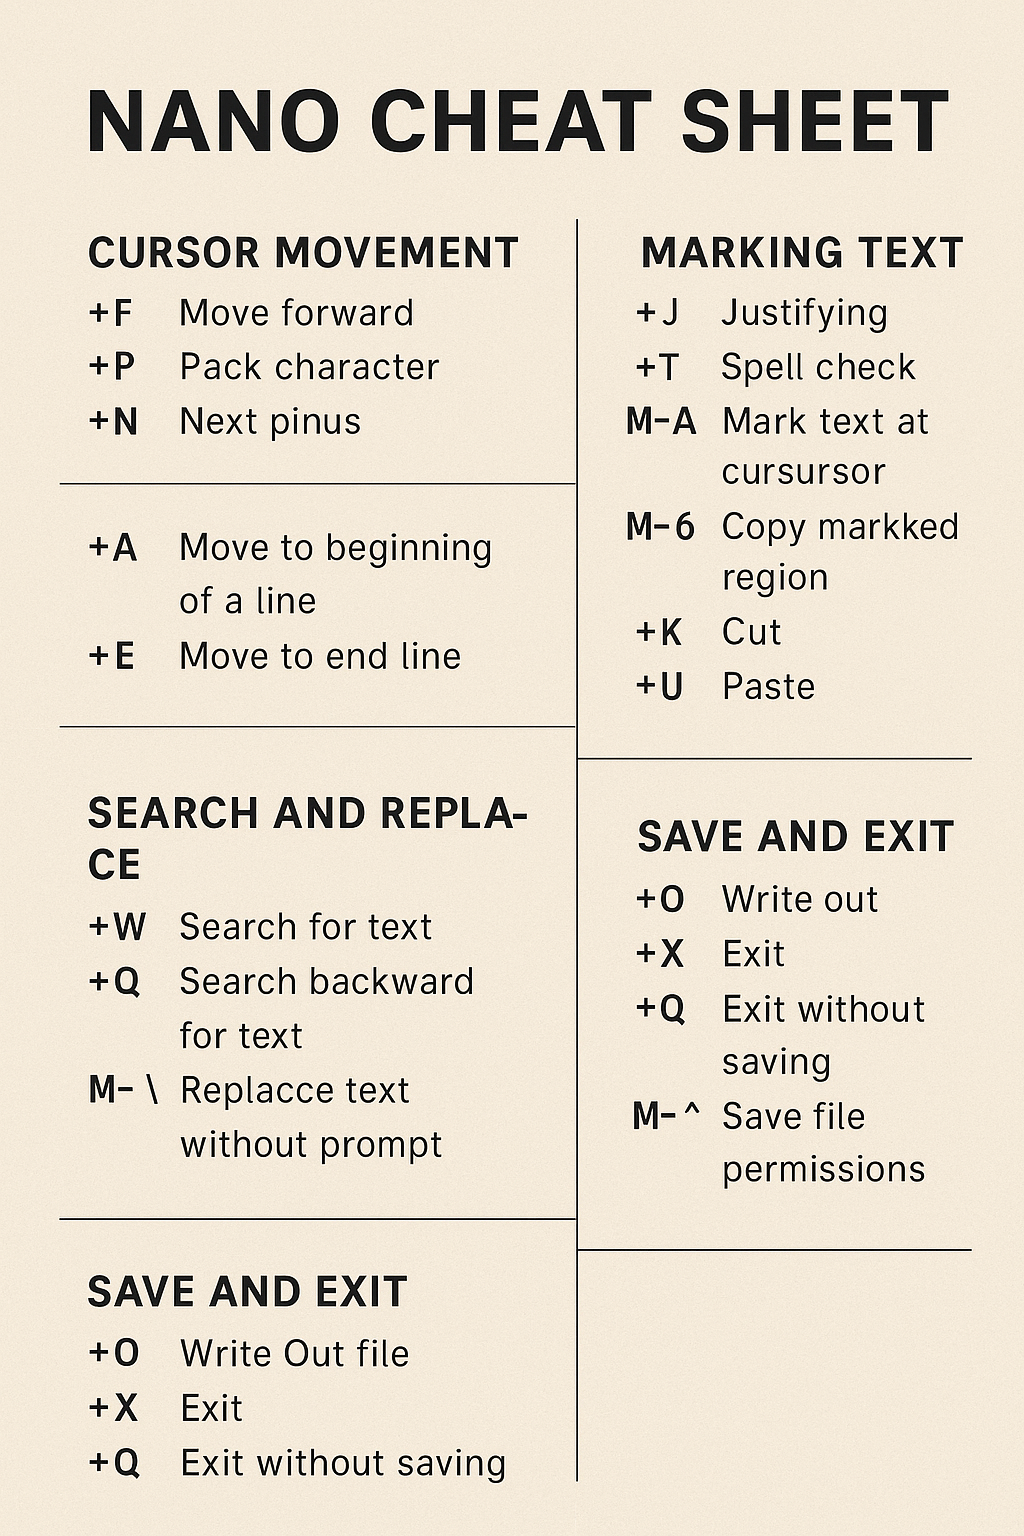 NANO CHEAT SHEET
CURSOR MOVEMENT
+F Move forward
+P Pack character
+N Next pinus
+A Move to beginning
of a line
+E Move to end line
SEARCH AND REPLA-
CE
+W Search for text
+Q Search backward
for text
M- \ Replacce text
without prompt
SAVE AND EXIT
+O Write Out file
+X Exit
+Q Exit without saving
MARKING TEXT
+J Justifying
+T Spell check
M-A Mark text at
cursursor
M-6 Copy markked
region
+K Cut
+U Paste
SAVE AND EXIT
+O Write out
+X Exit
+Q Exit without
saving
M-^ Save file
permissions